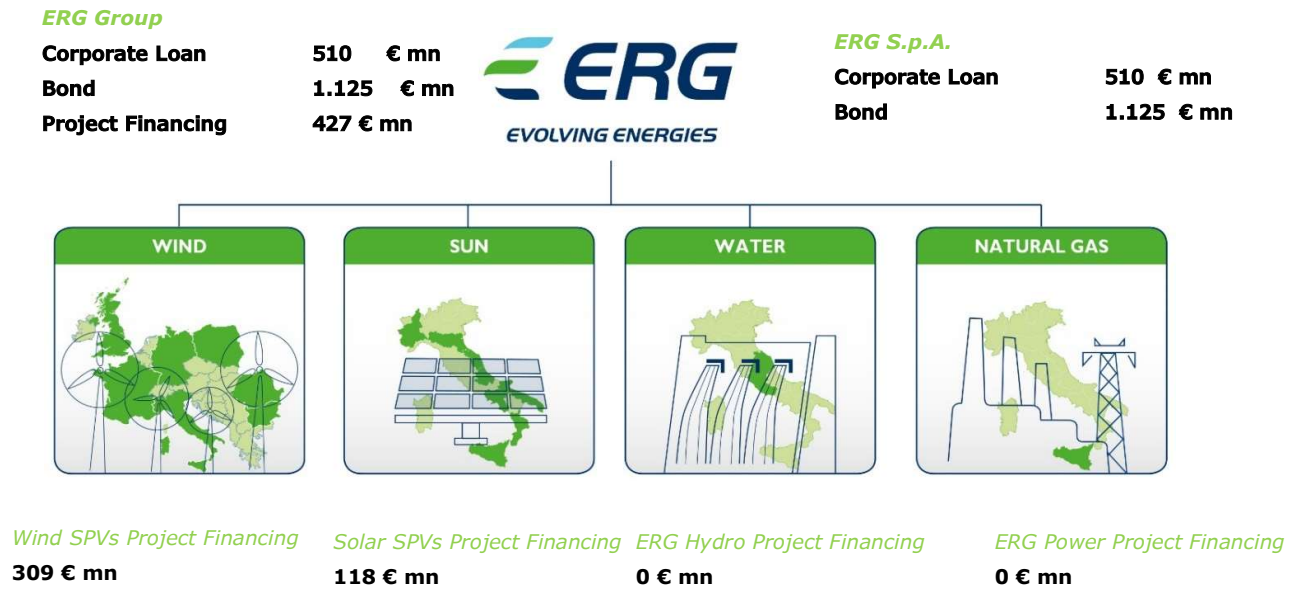 ERG Group
Corporate Loan 510 € mn
Bond 1.125 € mn
Project Financing 427 € mn
ERG
EVOLVING ENERGIES
ERG S.p.A.
Corporate Loan 510 € mn
Bond 1.125 € mn
WIND
SUN
WATER
NATURAL GAS
Wind SPVs Project Financing
309 € mn
Solar SPVs Project Financing
118 € mn
ERG Hydro Project Financing
0 € mn
ERG Power Project Financing
0 € mn